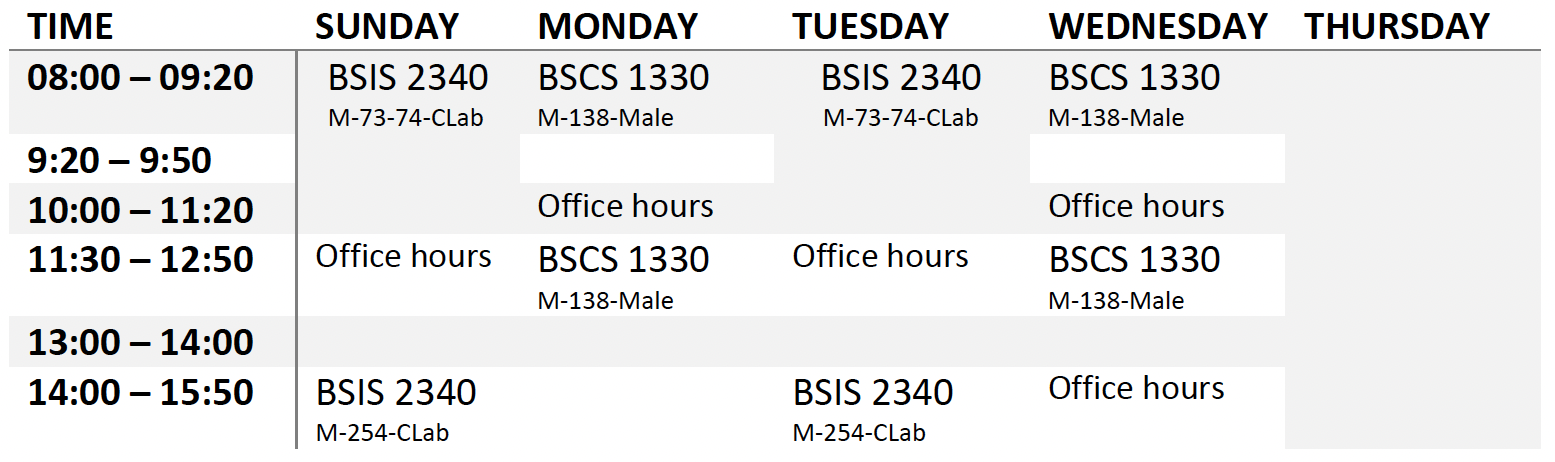 TIME SUNDAY MONDAY TUESDAY WEDNESDAY THURSDAY
08:00 – 09:20 BSIS 2340 BSCS 1330 BSIS 2340 BSCS 1330
M-73-74-CLab M-138-Male M-73-74-CLab M-138-Male
9:20 – 9:50
10:00 – 11:20 Office hours Office hours
11:30 – 12:50 Office hours BSCS 1330 Office hours BSCS 1330
M-138-Male M-138-Male
13:00 – 14:00
14:00 – 15:50 BSIS 2340 BSIS 2340 Office hours
M-254-CLab M-254-CLab